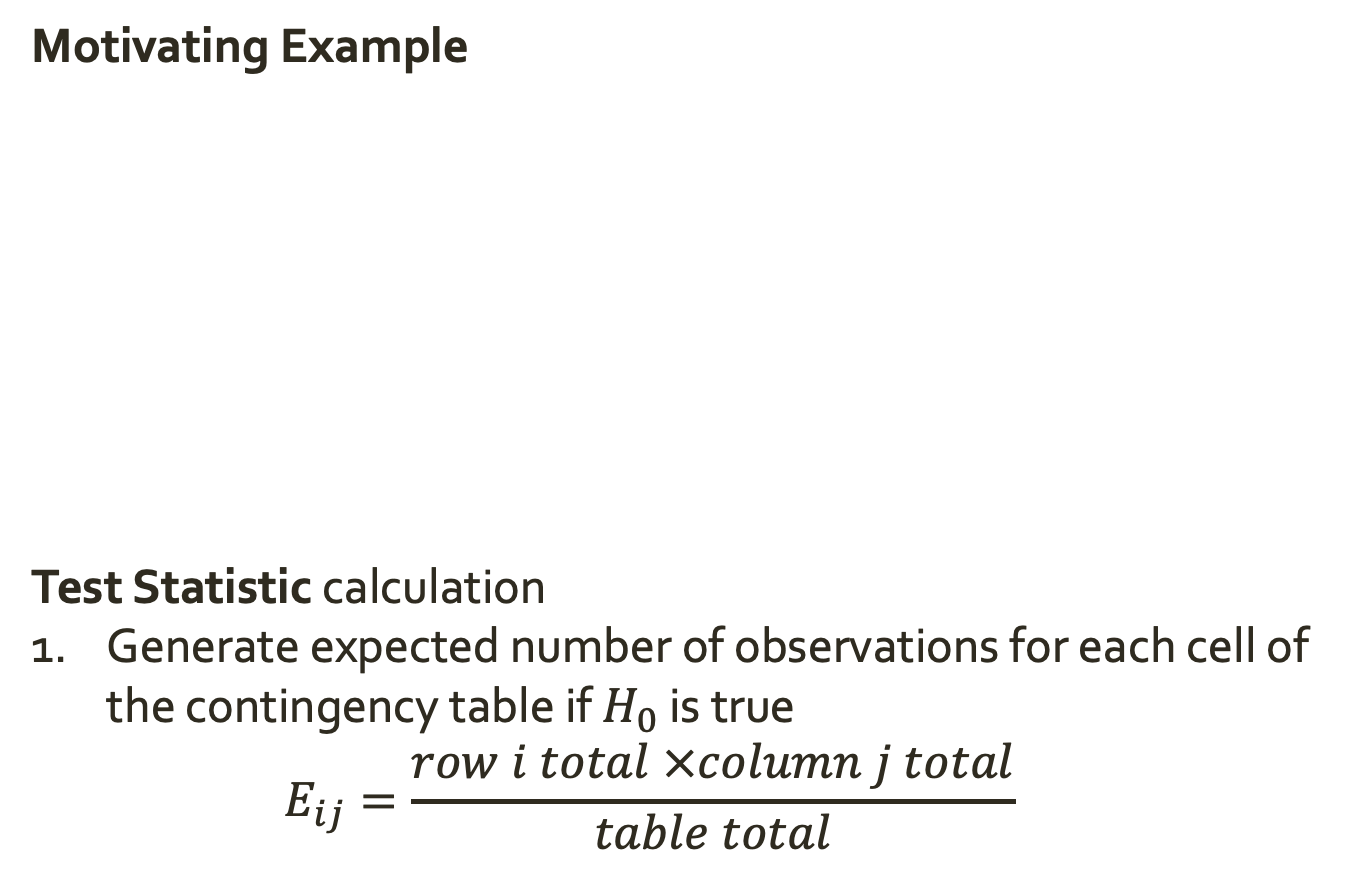 Motivating Example
Test Statistic calculation
1. Generate expected number of observations for each cell of
the contingency table if H₀ is true
Eᵢⱼ = row i total ×column j total / table total